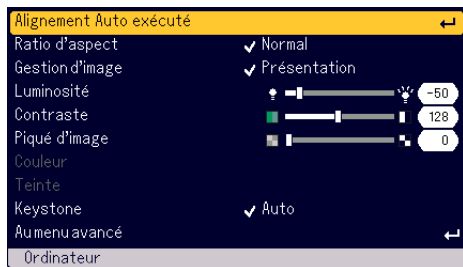 Alignement Auto exécuté
Ratio d'aspect Normal
Gestion d'image Présentation
Luminosité -50
Contraste 128
Piqué d'image 0
Couleur
Teinte
Keystone Auto
Au menu avancé
Ordinateur